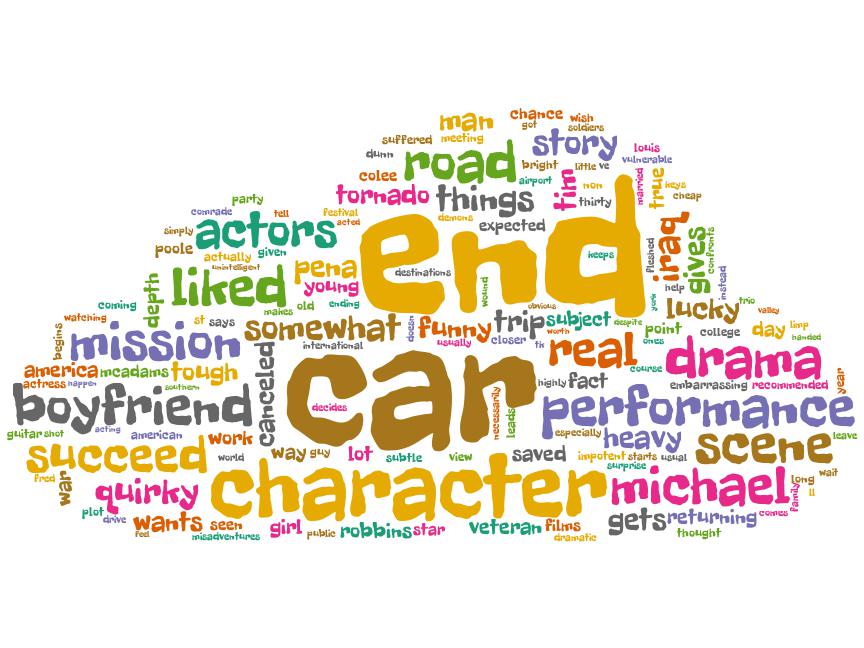 man chance wish
got soldiers
suffered meeting story
dunn road bright little ve louis
vulnerable
colee airport tim non married true keys
tornado things thirty cheap
party
comrade tell festival demons
simply actors acted end expected
poole actually given keeps fleshed iraq gives confronts
unintelligent pena destinations
depth liked young wound help instead
coming makes old ending obvious york lucky trio
watching st says somewhat doesn funny trip subject despite valley
begins mission usually worth point college day limp
international closer tk real ones handed
america mcadams tough canceled car course drama
actress happen highly fact embarrassing recommended year
southern
boyfriend decides necessarily leads performance
guitar shot acting american especially heavy scene leave
work
succeed world way guy lot subtle view saved impotent starts usual
fred surprise long wait
war quirky character michael family ll
plot drive wants seen girl public robbins star veteran films gets returning comes
feel misadventures dramatic thought